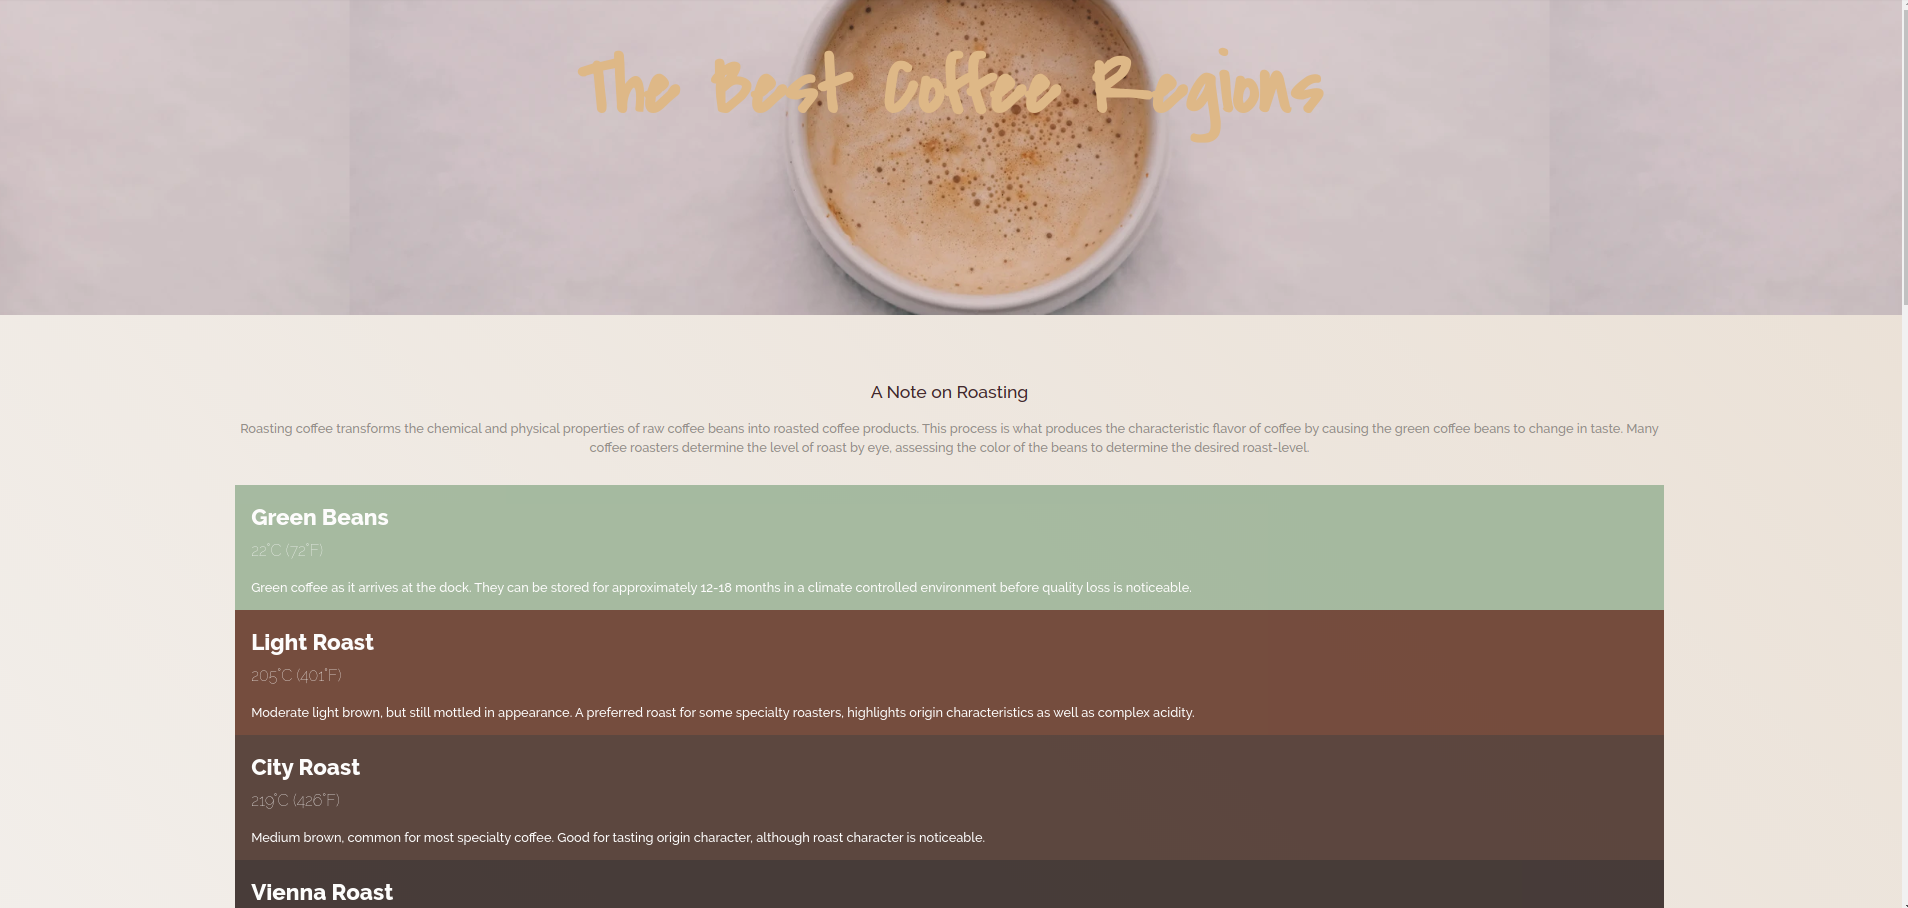 The Best Coffee Regions
A Note on Roasting
Roasting coffee transforms the chemical and physical properties of raw coffee beans into roasted coffee products. This process is what produces the characteristic flavor of coffee by causing the green coffee beans to change in taste. Many
coffee roasters determine the level of roast by eye, assessing the color of the beans to determine the desired roast-level.
Green Beans
22˚C (72˚F)
Green coffee as it arrives at the dock. They can be stored for approximately 12-18 months in a climate controlled environment before quality loss is noticeable.
Light Roast
205˚C (401˚F)
Moderate light brown, but still mottled in appearance. A preferred roast for some specialty roasters, highlights origin characteristics as well as complex acidity.
City Roast
219˚C (426˚F)
Medium brown, common for most specialty coffee. Good for tasting origin character, although roast character is noticeable.
Vienna Roast